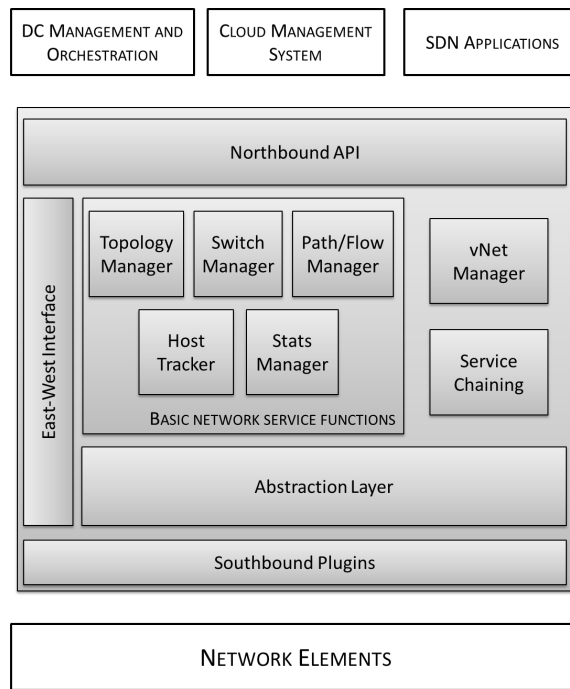 DC MANAGEMENT AND
ORCHESTRATION
CLOUD MANAGEMENT
SYSTEM
SDN APPLICATIONS
Northbound API
East-West Interface
Topology
Manager
Switch
Manager
Path/Flow
Manager
Host
Tracker
Stats
Manager
BASIC NETWORK SERVICE FUNCTIONS
vNet
Manager
Service
Chaining
Abstraction Layer
Southbound Plugins
NETWORK ELEMENTS